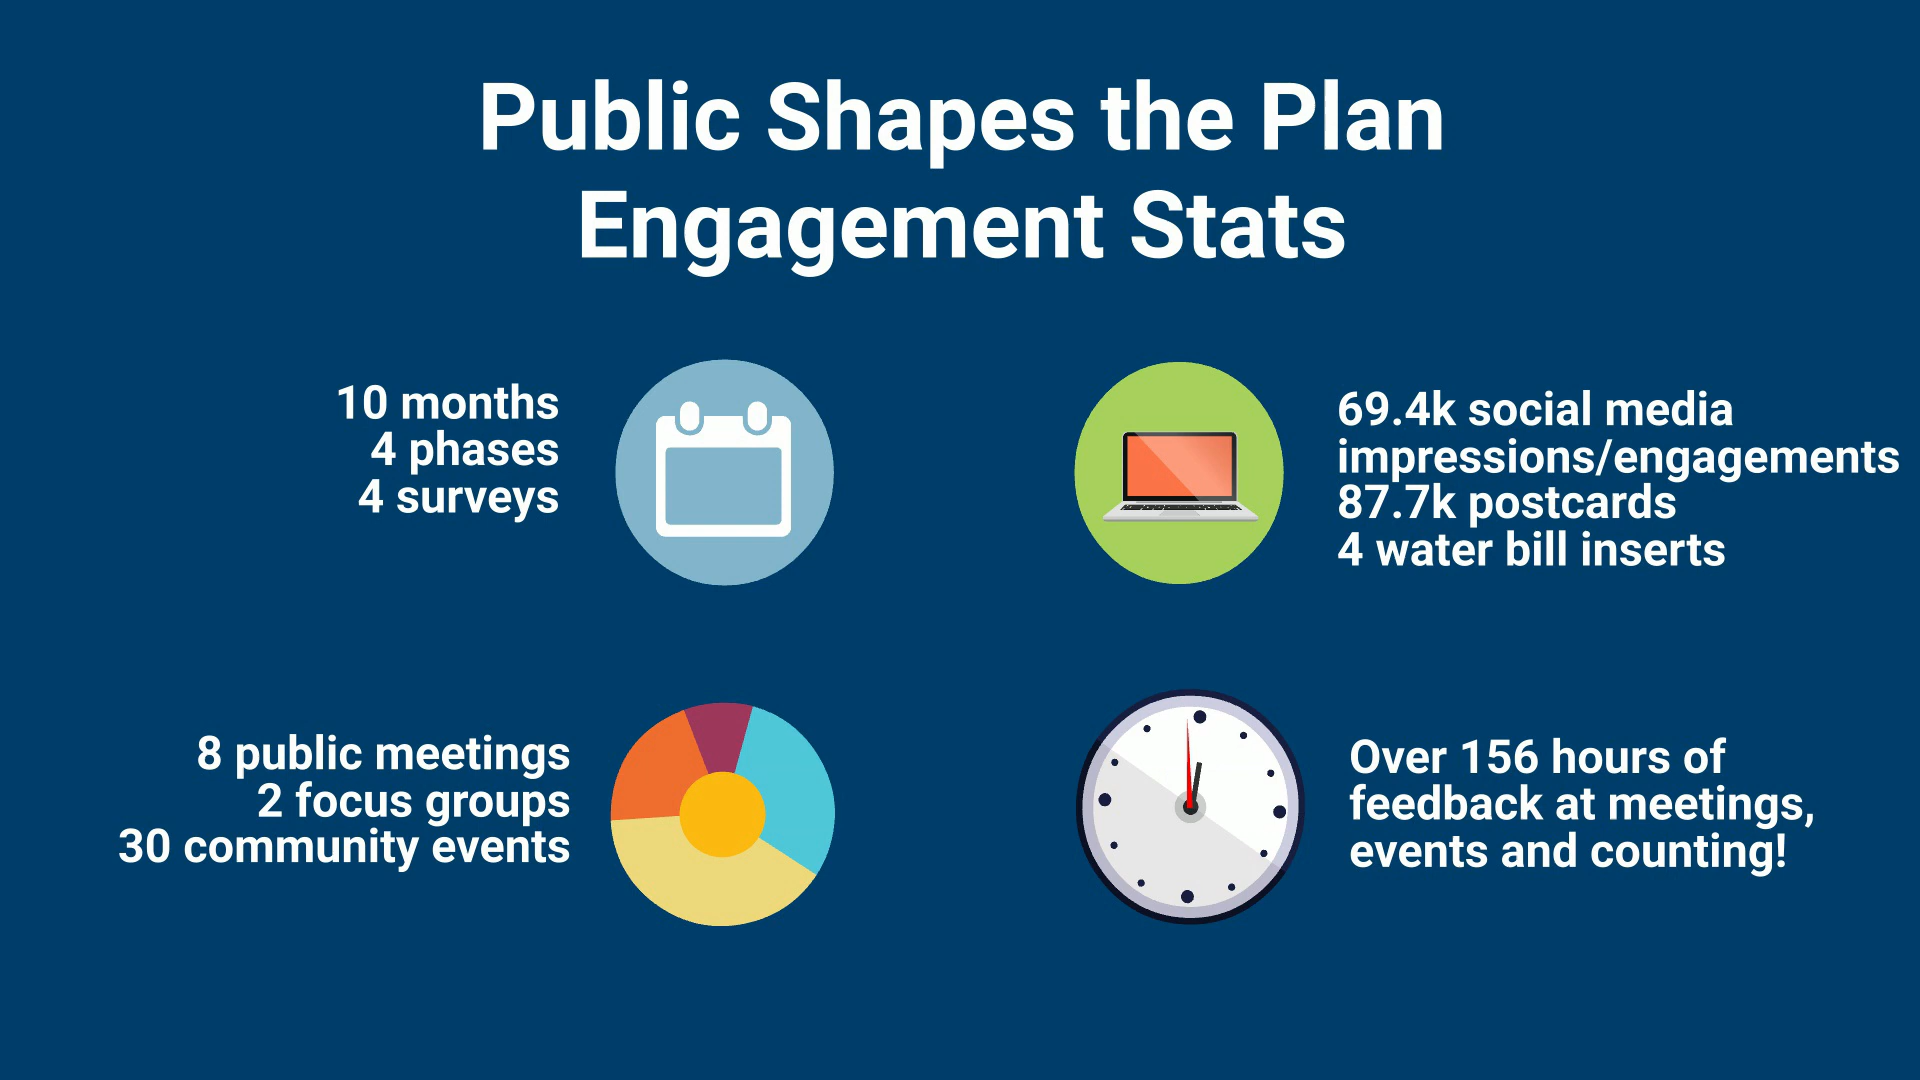 Public Shapes the Plan
Engagement Stats
10 months
4 phases
4 surveys
69.4k social media
impressions/engagements
87.7k postcards
4 water bill inserts
8 public meetings
2 focus groups
30 community events
Over 156 hours of
feedback at meetings,
events and counting!